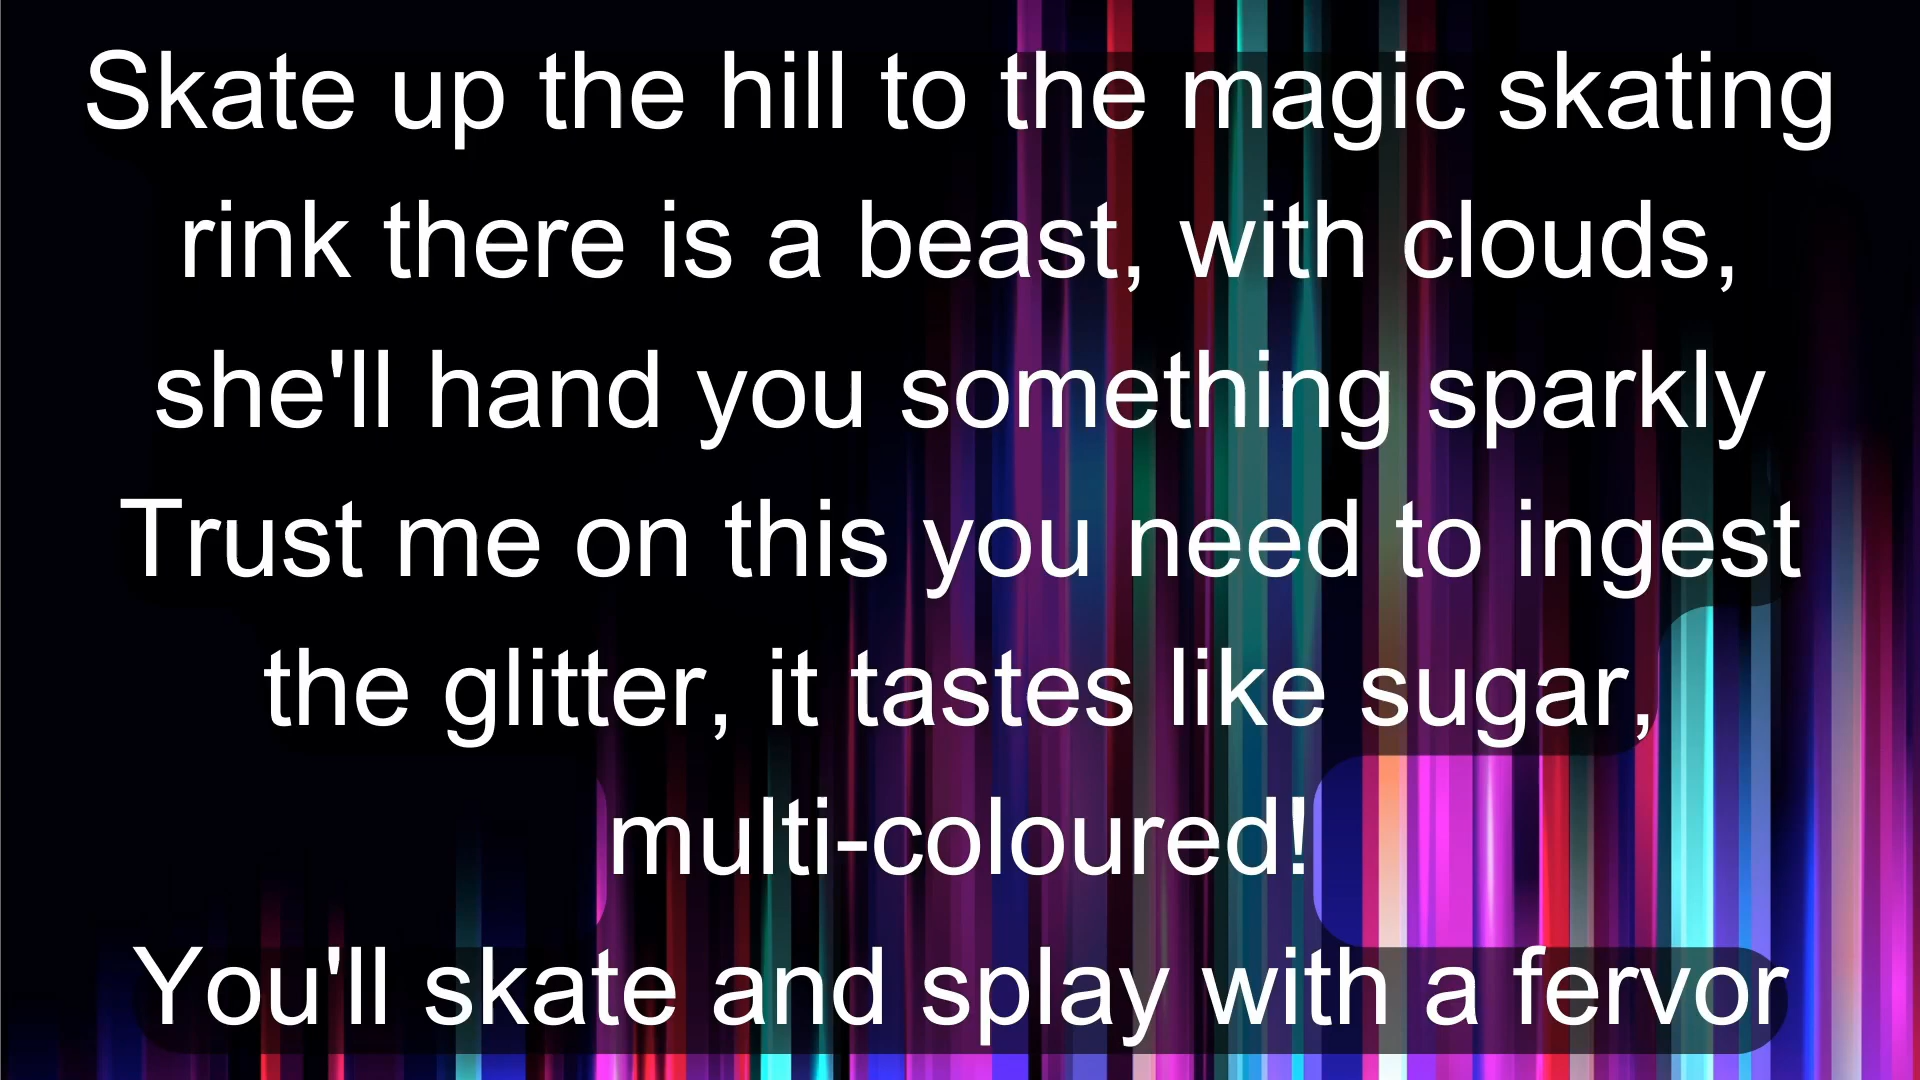 Skate up the hill to the magic skating
rink there is a beast, with clouds,
she'll hand you something sparkly
Trust me on this you need to ingest
the glitter, it tastes like sugar,
multi-coloured!
You'll skate and splay with a fervor